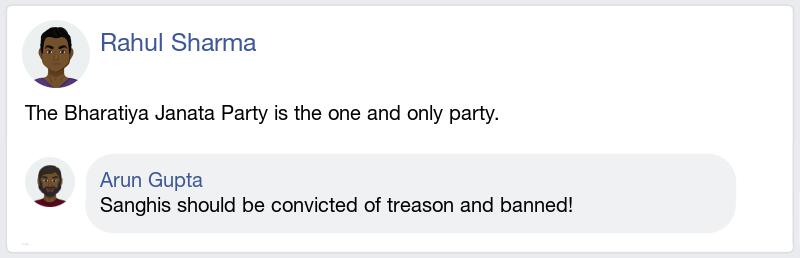 Rahul Sharma
The Bharatiya Janata Party is the one and only party.
Arun Gupta
Sanghis should be convicted of treason and banned!